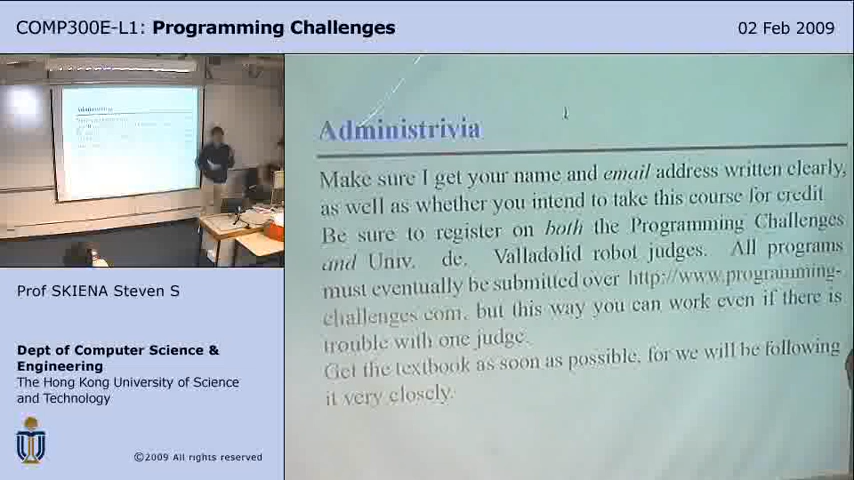 COMP300E-L1: Programming Challenges
02 Feb 2009
Administrivia
Make sure I get your name and email address written clearly,
as well as whether you intend to take this course for credit
Be sure to register on both the Programming Challenges
and Univ. de. Valladolid robot judges. All programs
must eventually be submitted over http://www.programming-
challenges.com, but this way you can work even if there is
trouble with one judge.
Get the textbook as soon as possible, for we will be following
it very closely.
Prof SKIENA Steven S
Dept of Computer Science &
Engineering
The Hong Kong University of Science
and Technology
©2009 All rights reserved